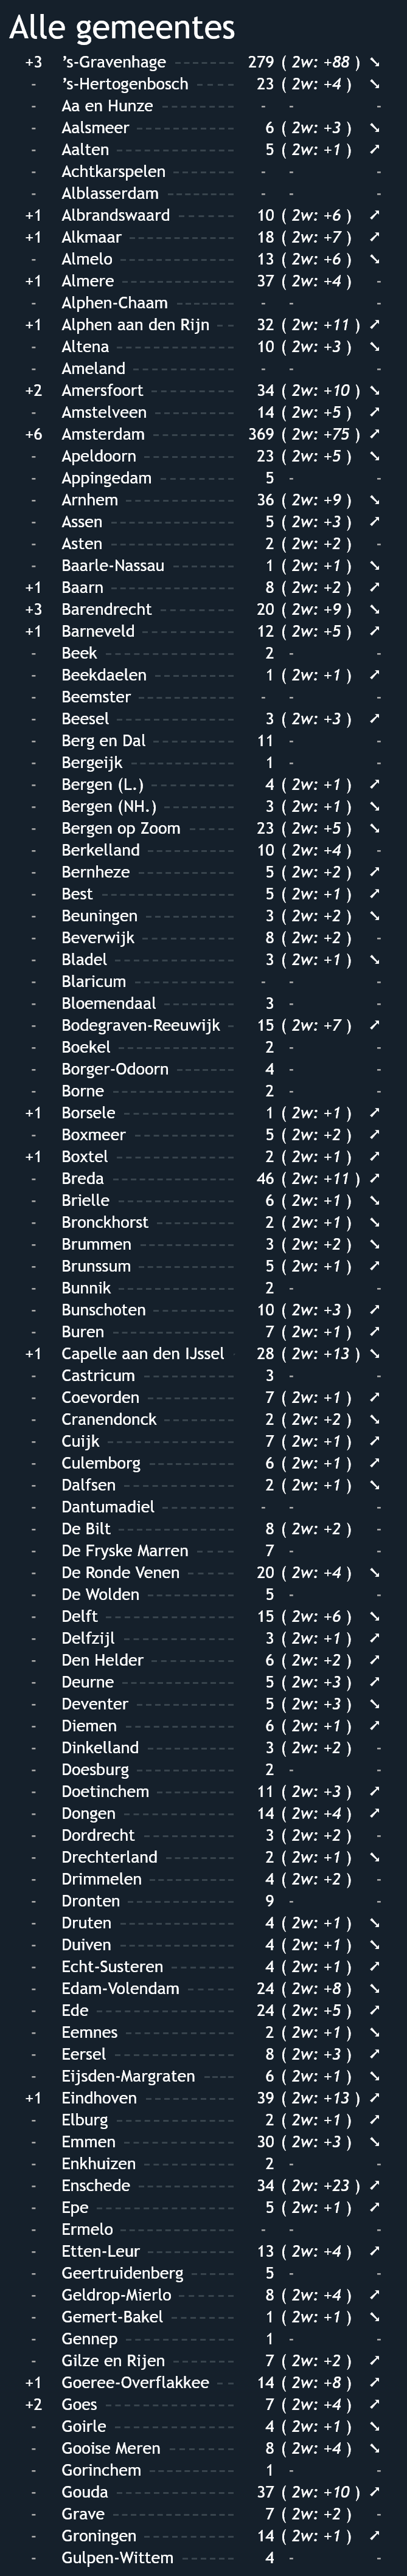 Alle gemeentes
+3 ’s-Gravenhage 279 ( 2w: +88 ) ➘
- ’s-Hertogenbosch 23 ( 2w: +4 ) ➘
- Aa en Hunze - - -
- Aalsmeer 6 ( 2w: +3 ) ➘
- Aalten 5 ( 2w: +1 ) ➚
- Achtkarspelen - - -
- Alblasserdam - - -
+1 Albrandswaard 10 ( 2w: +6 ) ➚
+1 Alkmaar 18 ( 2w: +7 ) ➚
- Almelo 13 ( 2w: +6 ) ➘
+1 Almere 37 ( 2w: +4 ) -
- Alphen-Chaam - - -
+1 Alphen aan den Rijn 32 ( 2w: +11 ) ➚
- Altena 10 ( 2w: +3 ) ➘
- Ameland - - -
+2 Amersfoort 34 ( 2w: +10 ) ➘
- Amstelveen 14 ( 2w: +5 ) ➚
+6 Amsterdam 369 ( 2w: +75 ) ➚
- Apeldoorn 23 ( 2w: +5 ) ➘
- Appingedam 5 - -
- Arnhem 36 ( 2w: +9 ) ➘
- Assen 5 ( 2w: +3 ) ➚
- Asten 2 ( 2w: +2 ) -
- Baarle-Nassau 1 ( 2w: +1 ) ➘
+1 Baarn 8 ( 2w: +2 ) ➚
+3 Barendrecht 20 ( 2w: +9 ) ➘
+1 Barneveld 12 ( 2w: +5 ) ➚
- Beek 2 - -
- Beekdaelen 1 ( 2w: +1 ) ➚
- Beemster - - -
- Beesel 3 ( 2w: +3 ) ➚
- Berg en Dal 11 - -
- Bergeijk 1 - -
- Bergen (L.) 4 ( 2w: +1 ) ➚
- Bergen (NH.) 3 ( 2w: +1 ) ➘
- Bergen op Zoom 23 ( 2w: +5 ) ➘
- Berkelland 10 ( 2w: +4 ) -
- Bernheze 5 ( 2w: +2 ) ➚
- Best 5 ( 2w: +1 ) ➚
- Beuningen 3 ( 2w: +2 ) ➘
- Beverwijk 8 ( 2w: +2 ) -
- Bladel 3 ( 2w: +1 ) ➘
- Blaricum - - -
- Bloemendaal 3 - -
- Bodegraven-Reeuwijk 15 ( 2w: +7 ) ➚
- Boekel 2 - -
- Borger-Odoorn 4 - -
- Borne 2 - -
+1 Borsele 1 ( 2w: +1 ) ➚
- Boxmeer 5 ( 2w: +2 ) ➚
+1 Boxtel 2 ( 2w: +1 ) ➚
- Breda 46 ( 2w: +11 ) ➚
- Brielle 6 ( 2w: +1 ) ➘
- Bronckhorst 2 ( 2w: +1 ) ➘
- Brummen 3 ( 2w: +2 ) ➘
- Brunssum 5 ( 2w: +1 ) ➚
- Bunnik 2 - -
- Bunschoten 10 ( 2w: +3 ) ➚
- Buren 7 ( 2w: +1 ) ➚
+1 Capelle aan den IJssel 28 ( 2w: +13 ) ➘
- Castricum 3 - -
- Coevorden 7 ( 2w: +1 ) ➚
- Cranendonck 2 ( 2w: +2 ) ➘
- Cuijk 7 ( 2w: +1 ) ➚
- Culemborg 6 ( 2w: +1 ) ➚
- Dalfsen 2 ( 2w: +1 ) ➘
- Dantumadiel - - -
- De Bilt 8 ( 2w: +2 ) -
- De Fryske Marren 7 - -
- De Ronde Venen 20 ( 2w: +4 ) ➘
- De Wolden 5 - -
- Delft 15 ( 2w: +6 ) ➘
- Delfzijl 3 ( 2w: +1 ) ➚
- Den Helder 6 ( 2w: +2 ) ➚
- Deurne 5 ( 2w: +3 ) ➚
- Deventer 5 ( 2w: +3 ) ➘
- Diemen 6 ( 2w: +1 ) ➚
- Dinkelland 3 ( 2w: +2 ) -
- Doesburg 2 - -
- Doetinchem 11 ( 2w: +3 ) ➚
- Dongen 14 ( 2w: +4 ) ➚
- Dordrecht 3 ( 2w: +2 ) -
- Drechterland 2 ( 2w: +1 ) ➘
- Drimmelen 4 ( 2w: +2 ) -
- Dronten 9 - -
- Druten 4 ( 2w: +1 ) ➘
- Duiven 4 ( 2w: +1 ) ➘
- Echt-Susteren 4 ( 2w: +1 ) ➚
- Edam-Volendam 24 ( 2w: +8 ) ➘
- Ede 24 ( 2w: +5 ) ➚
- Eemnes 2 ( 2w: +1 ) ➘
- Eersel 8 ( 2w: +3 ) ➚
- Eijsden-Margraten 6 ( 2w: +1 ) ➘
+1 Eindhoven 39 ( 2w: +13 ) ➚
- Elburg 2 ( 2w: +1 ) ➚
- Emmen 30 ( 2w: +3 ) ➘
- Enkhuizen 2 - -
- Enschede 34 ( 2w: +23 ) ➚
- Epe 5 ( 2w: +1 ) ➚
- Ermelo - - -
- Etten-Leur 13 ( 2w: +4 ) ➚
- Geertruidenberg 5 - -
- Geldrop-Mierlo 8 ( 2w: +4 ) ➚
- Gemert-Bakel 1 ( 2w: +1 ) ➘
- Gennep 1 - -
- Gilze en Rijen 7 ( 2w: +2 ) ➚
+1 Goeree-Overflakkee 14 ( 2w: +8 ) ➚
+2 Goes 7 ( 2w: +4 ) ➚
- Goirle 4 ( 2w: +1 ) ➘
- Gooise Meren 8 ( 2w: +4 ) ➘
- Gorinchem 1 - -
- Gouda 37 ( 2w: +10 ) ➚
- Grave 7 ( 2w: +2 ) -
- Groningen 14 ( 2w: +1 ) ➚
- Gulpen-Wittem 4 - -